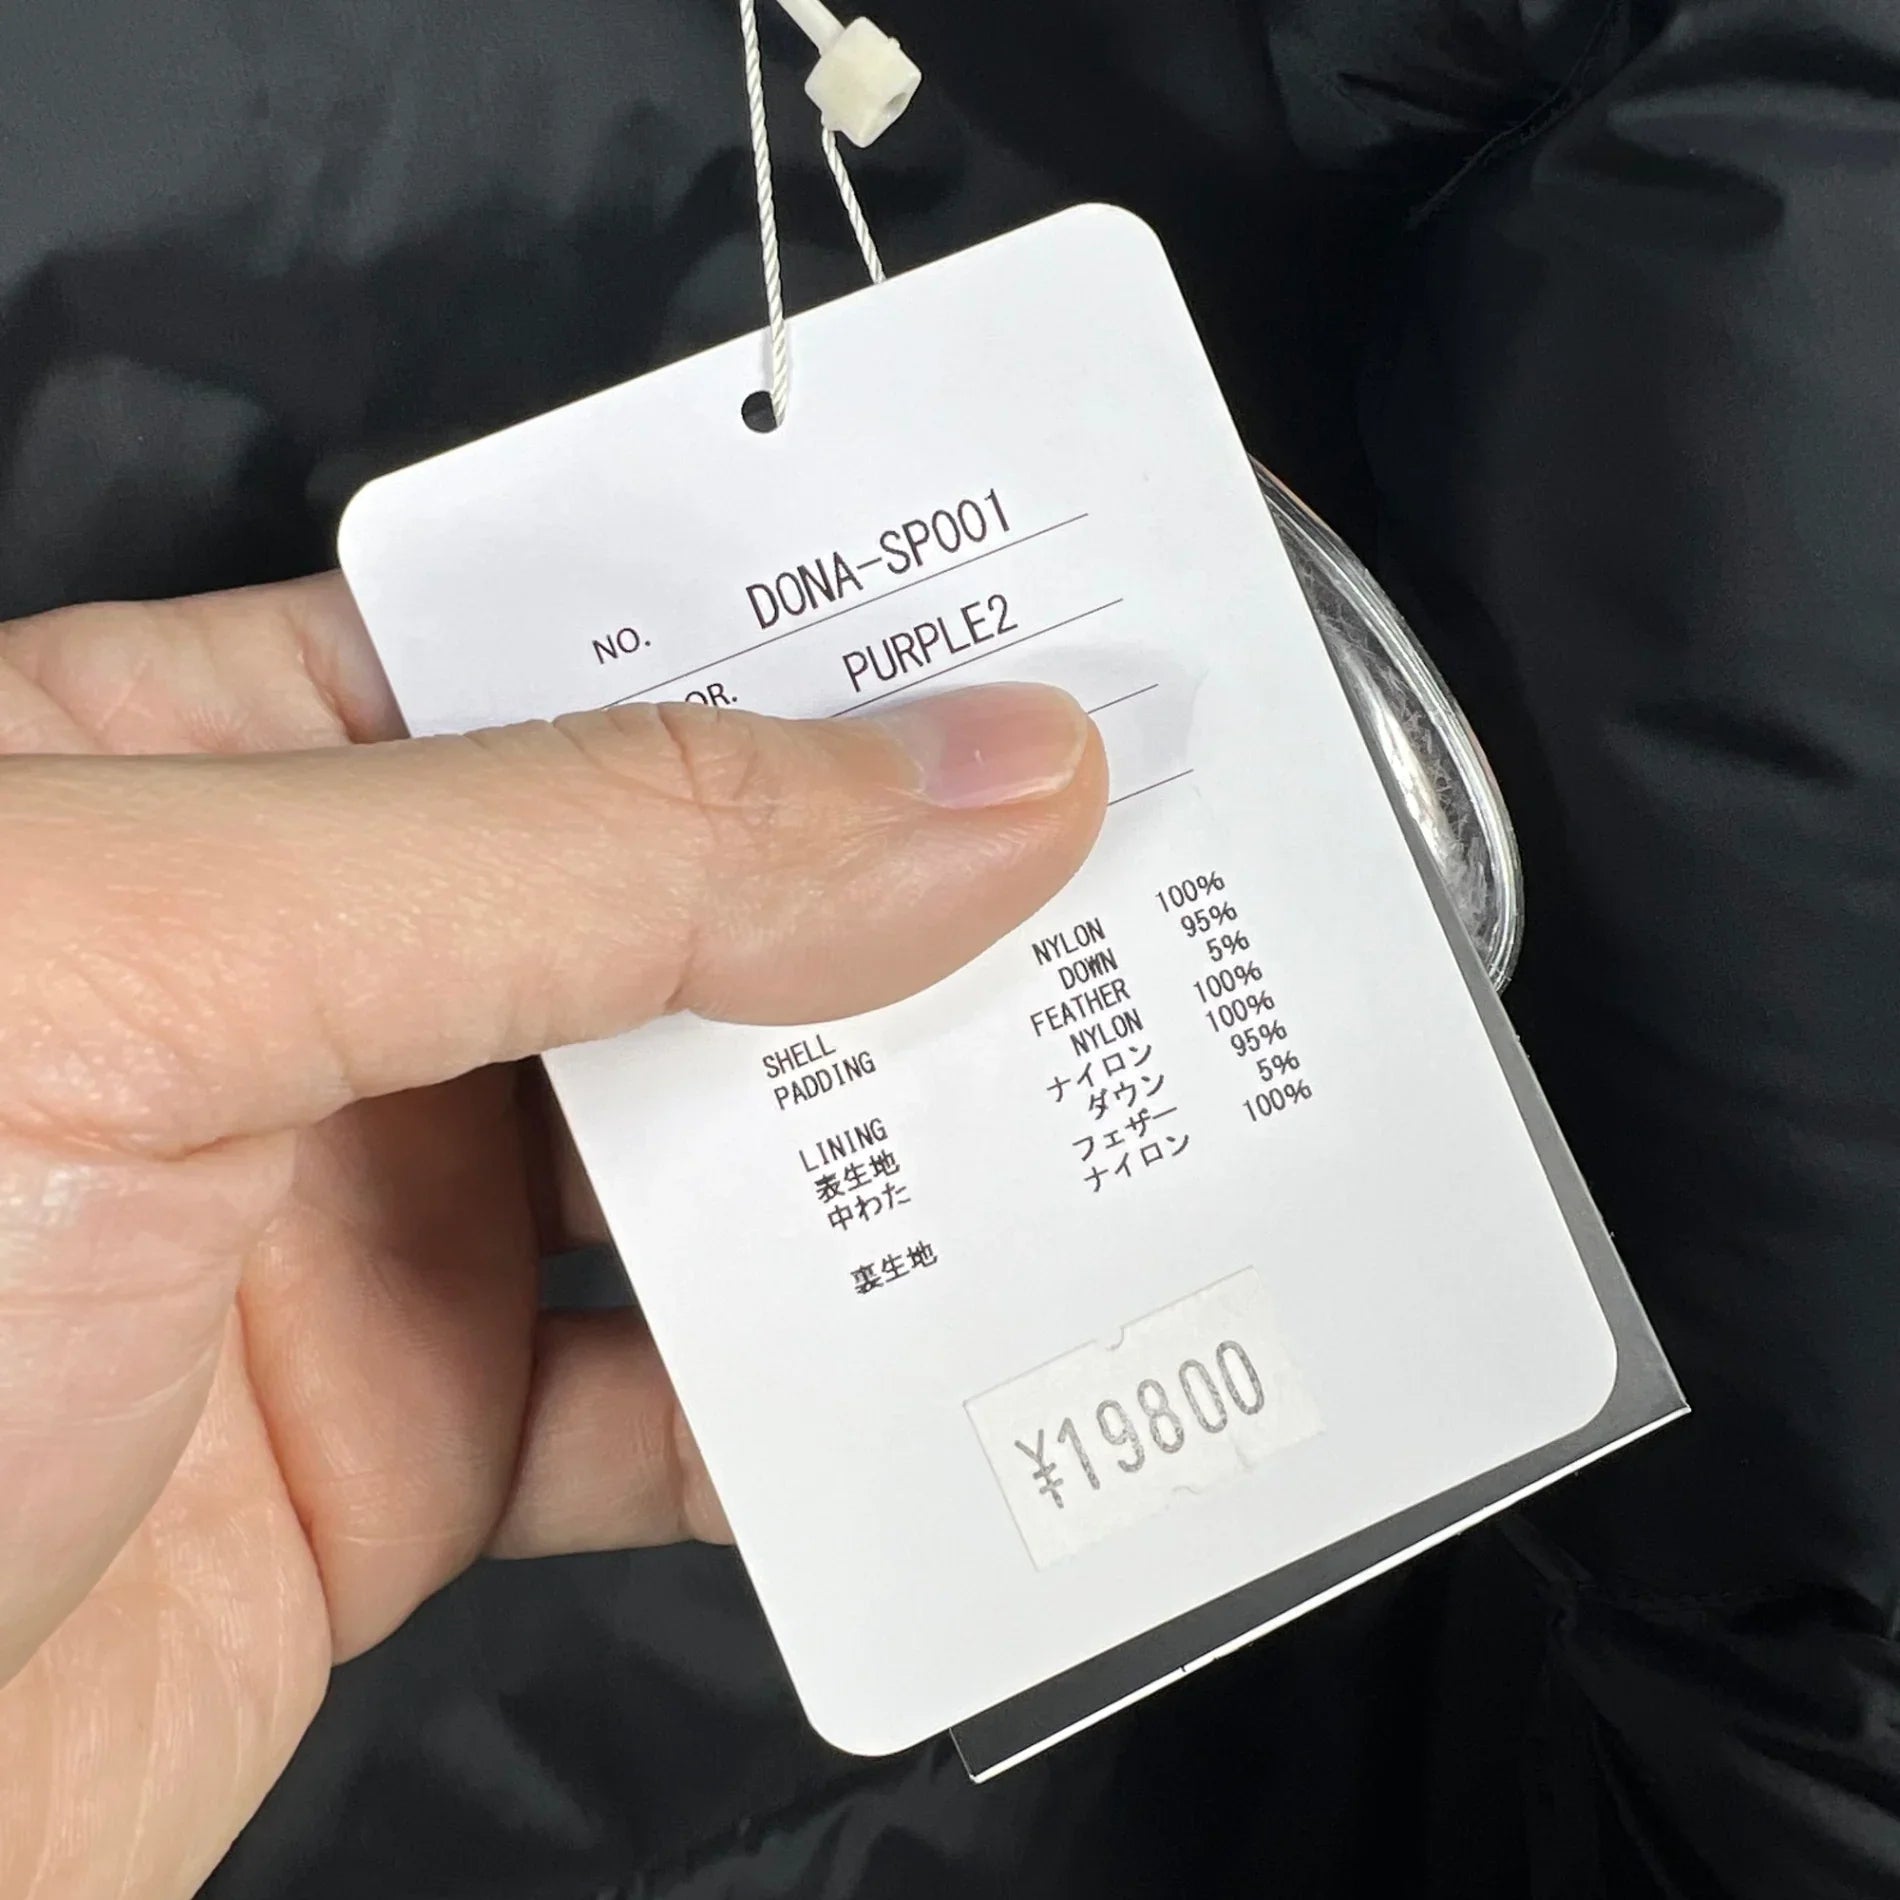 NO. DONA-SP001
OR. PURPLE2
SHELL NYLON 100%
PADDING DOWN 95%
FEATHER 5%
LINING NYLON 100%
表生地 ナイロン 100%
中わた ダウン 95%
フェザー 5%
裏生地 ナイロン 100%
¥19800